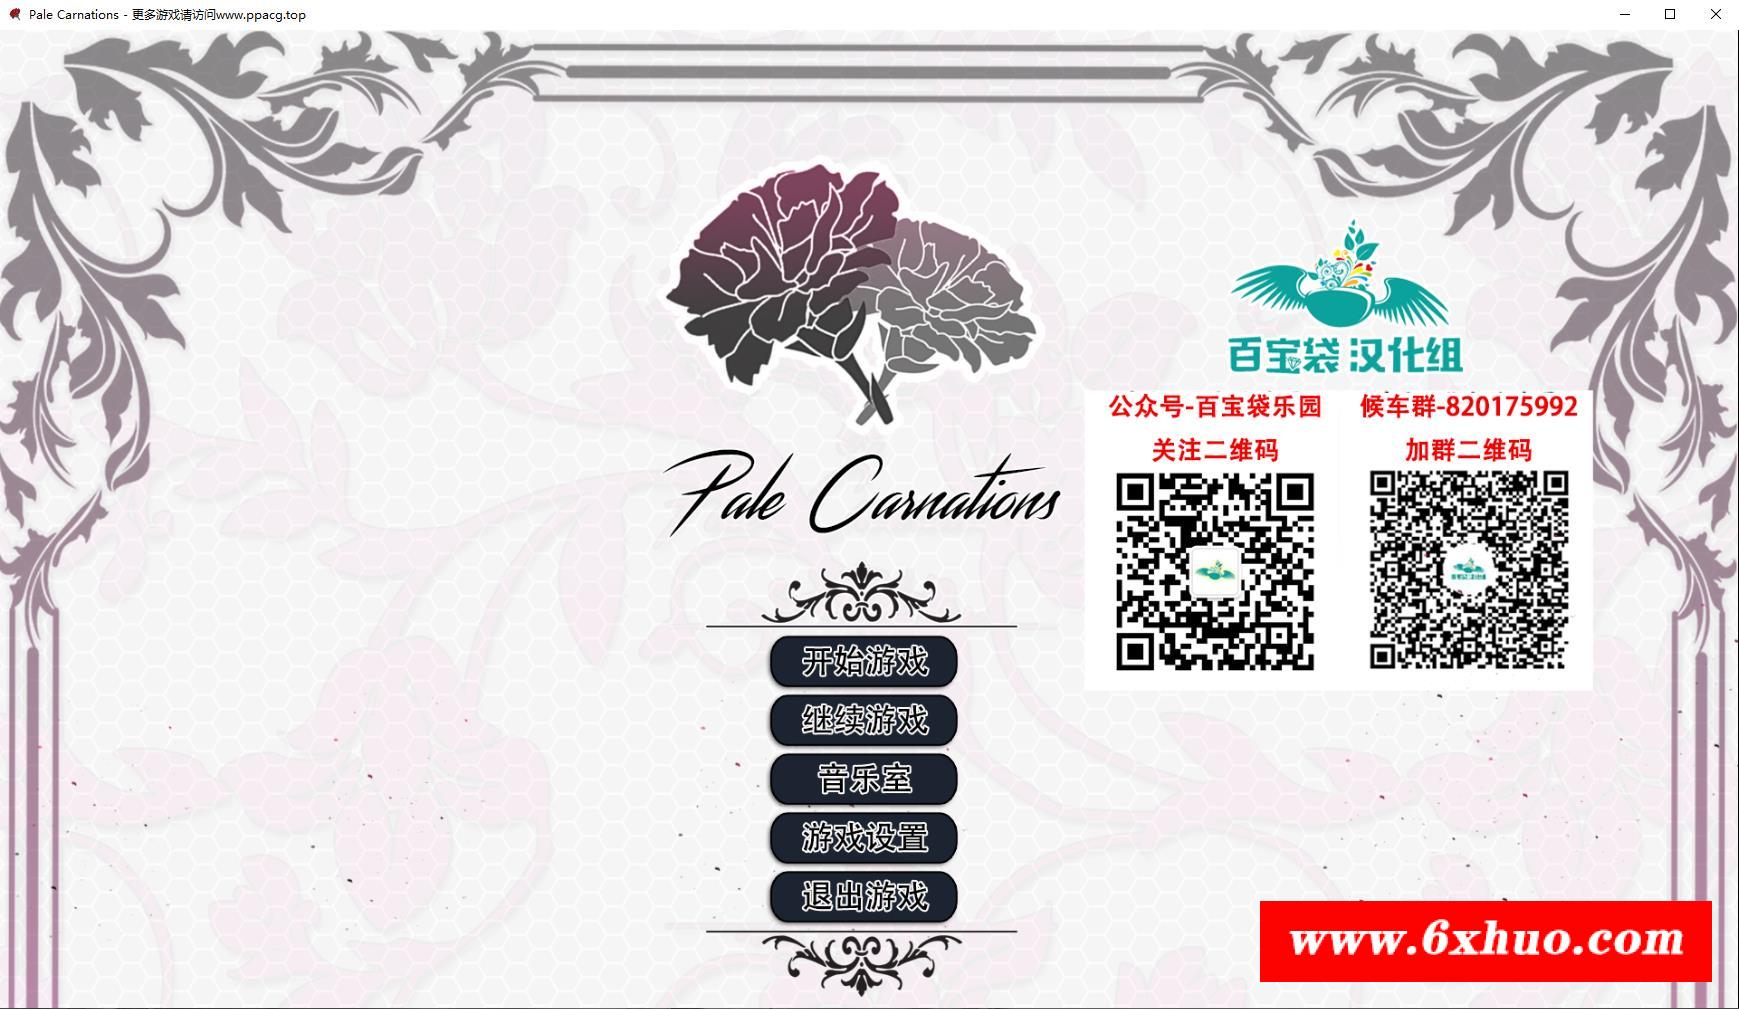 Pale Carnations - 更多游戏请访问www.ppacg.top
百宝袋 汉化组
公众号-百宝袋乐园
关注二维码
候车群-820175992
加群二维码
Pale Carnations
开始游戏
继续游戏
音乐室
游戏设置
退出游戏
www.6xhuo.com